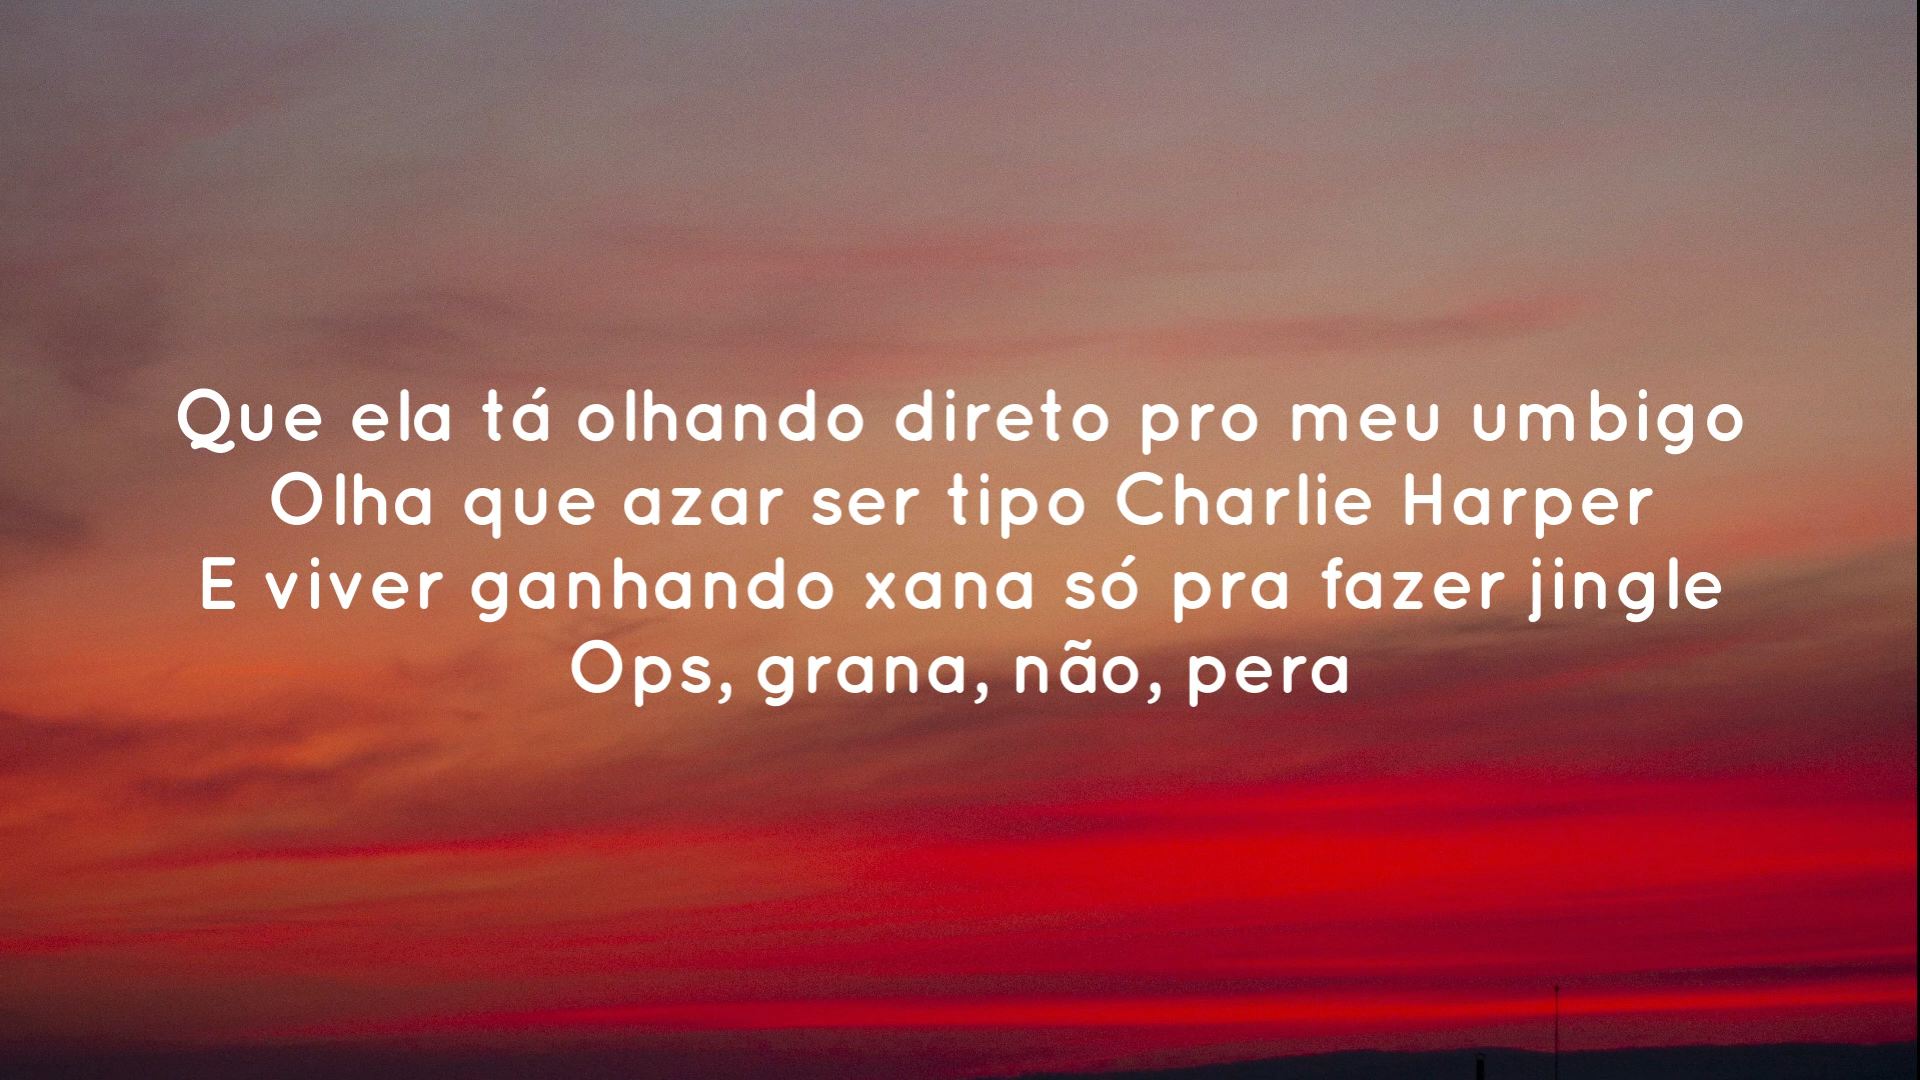 Que ela tá olhando direto pro meu umbigo
Olha que azar ser tipo Charlie Harper
E viver ganhando xana só pra fazer jingle
Ops, grana, não, pera